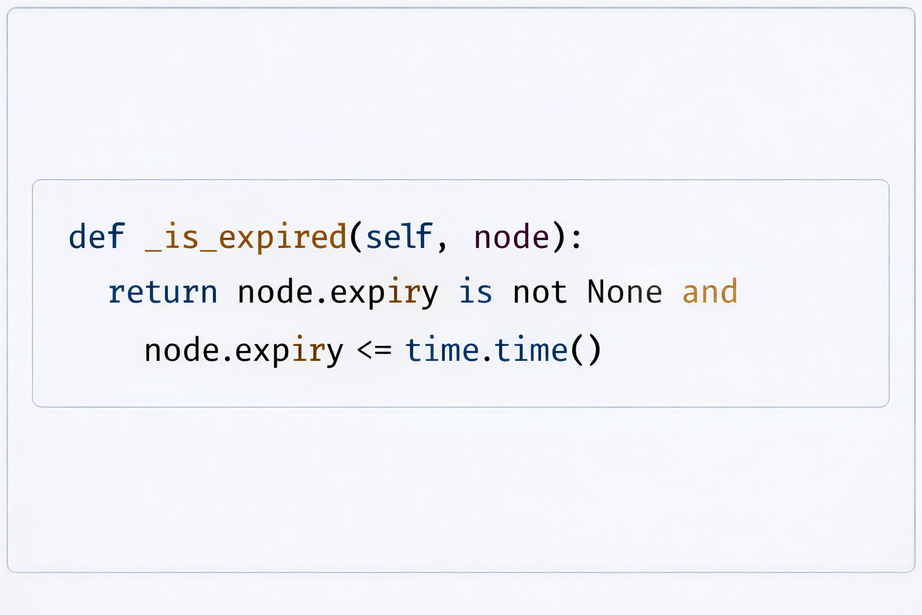 def _is_expired(self, node):
return node.expiry is not None and
node.expiry <= time.time()